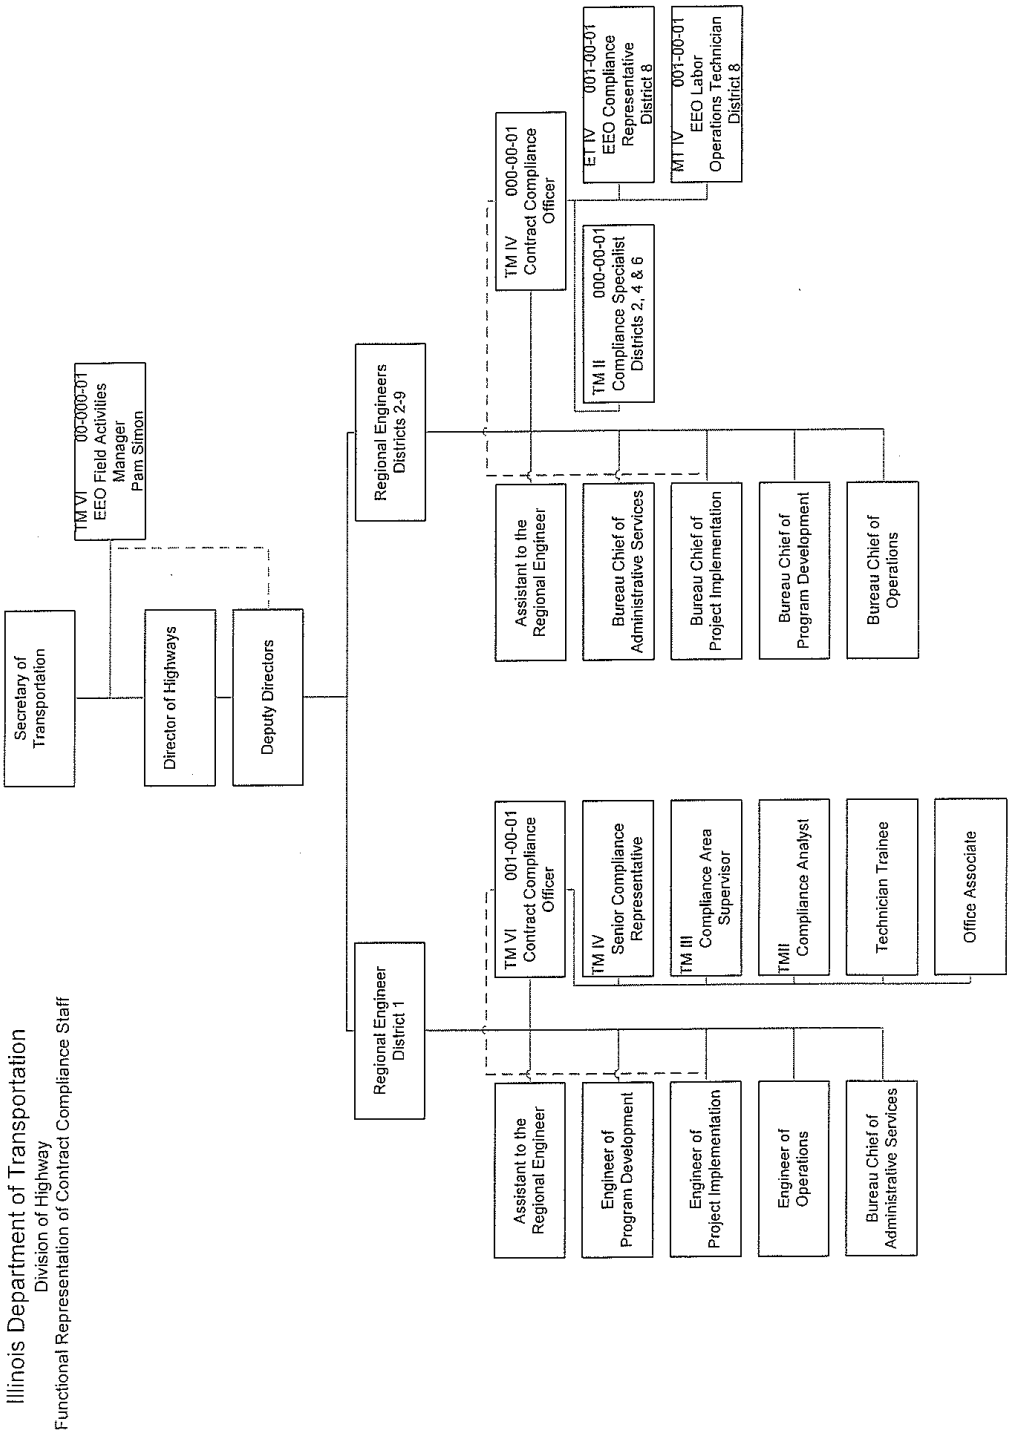 Illinois Department of Transportation
Division of Highway
Functional Representation of Contract Compliance Staff
Secretary of
Transportation
TM VI 00-000-01
EEO Field Activities
Manager
Pam Simon
Director of Highways
Deputy Directors
Regional Engineer
District 1
Regional Engineers
Districts 2-9
Assistant to the
Regional Engineer
Engineer of
Program Development
Engineer of
Project Implementation
Engineer of
Operations
Bureau Chief of
Administrative Services
TM VI 001-00-01
Contract Compliance
Officer
TM IV
Senior Compliance
Representative
TM III
Compliance Area
Supervisor
TMII
Compliance Analyst
Technician Trainee
Office Associate
Assistant to the
Regional Engineer
Bureau Chief of
Administrative Services
Bureau Chief of
Project Implementation
Bureau Chief of
Program Development
Bureau Chief of
Operations
TM IV 000-00-01
Contract Compliance
Officer
TM II 000-00-01
Compliance Specialist
Districts 2, 4 & 6
ET IV 001-00-01
EEO Compliance
Representative
District 8
MT IV 001-00-01
EEO Labor
Operations Technician
District 8